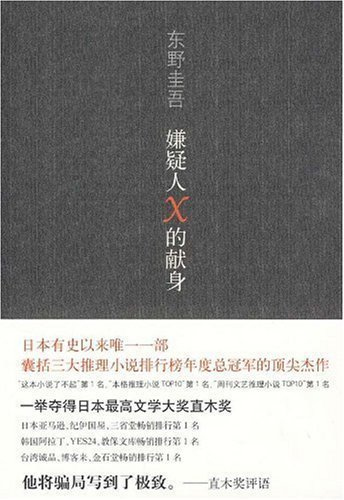 东野圭吾
嫌疑人X的献身
日本有史以来唯一一部
囊括三大推理小说排行榜年度总冠军的顶尖杰作
“这本小说了不起”第1名,“本格推理小说TOP10”第1名,“周刊文艺推理小说TOP10”第1名
一举夺得日本最高文学大奖直木奖
日本亚马逊、纪伊国屋、三省堂畅销排行第1名
韩国阿拉丁、YES24、教保文库畅销排行第1名
台湾诚品、博客来、金石堂畅销排行第1名
他将骗局写到了极致。——直木奖评语